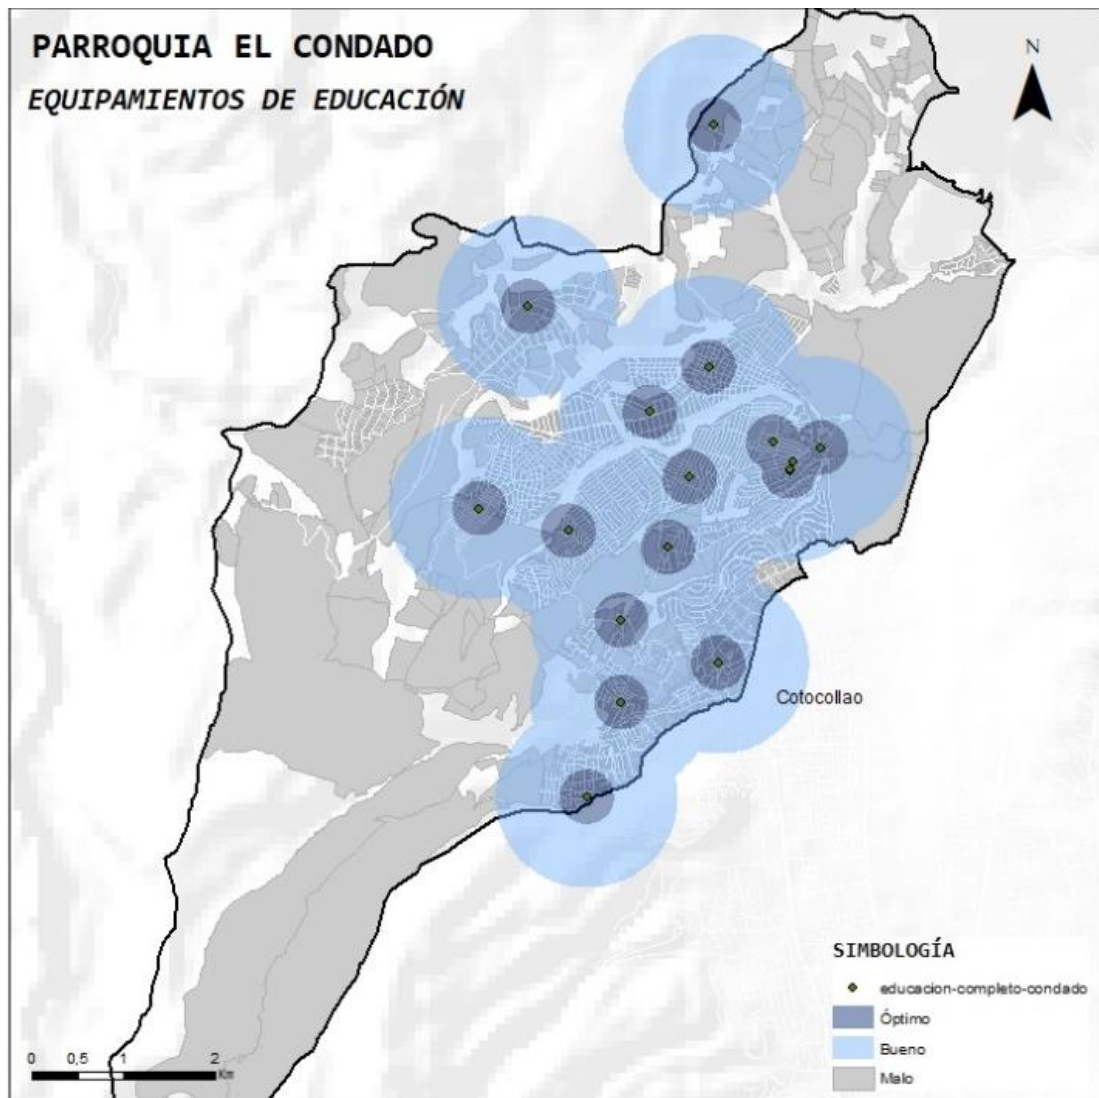 PARROQUIA EL CONDADO
EQUIPAMIENTOS DE EDUCACIÓN
N
Cotocollao
SIMBOLOGÍA
educacion-completo-condado
Óptimo
Bueno
Malo
0 0,5 1 2
Km